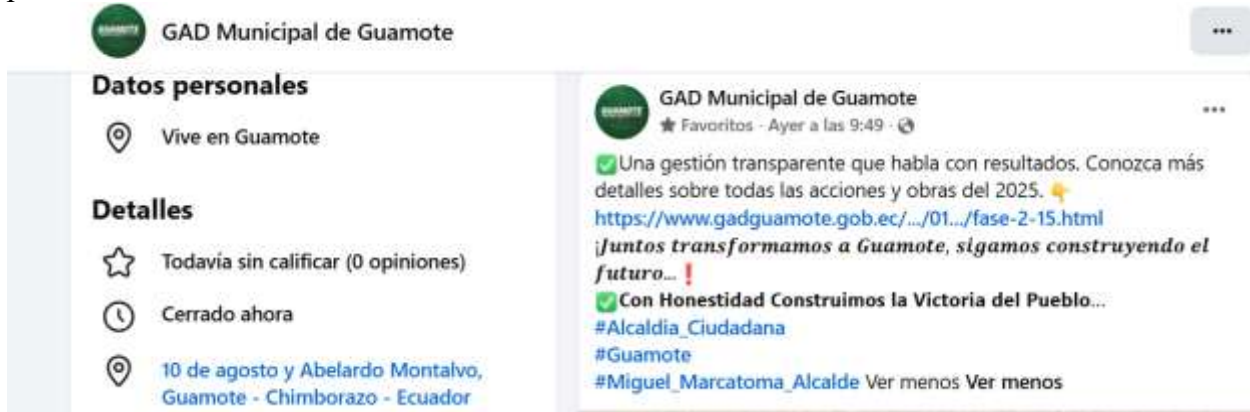 GAD Municipal de Guamote
Datos personales
Vive en Guamote
Detalles
Todavía sin calificar (0 opiniones)
Cerrado ahora
10 de agosto y Abelardo Montalvo,
Guamote - Chimborazo - Ecuador
GAD Municipal de Guamote
Favoritos · Ayer a las 9:49 ·
✅Una gestión transparente que habla con resultados. Conozca más
detalles sobre todas las acciones y obras del 2025. 👇
https://www.gadguamote.gob.ec/.../01.../fase-2-15.html
¡Juntos transformamos a Guamote, sigamos construyendo el
futuro...❗
✅Con Honestidad Construimos la Victoria del Pueblo...
#Alcaldia_Ciudadana
#Guamote
#Miguel_Marcatoma_Alcalde Ver menos Ver menos